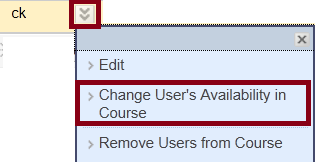 ck
Edit
Change User's Availability in
Course
Remove Users from Course